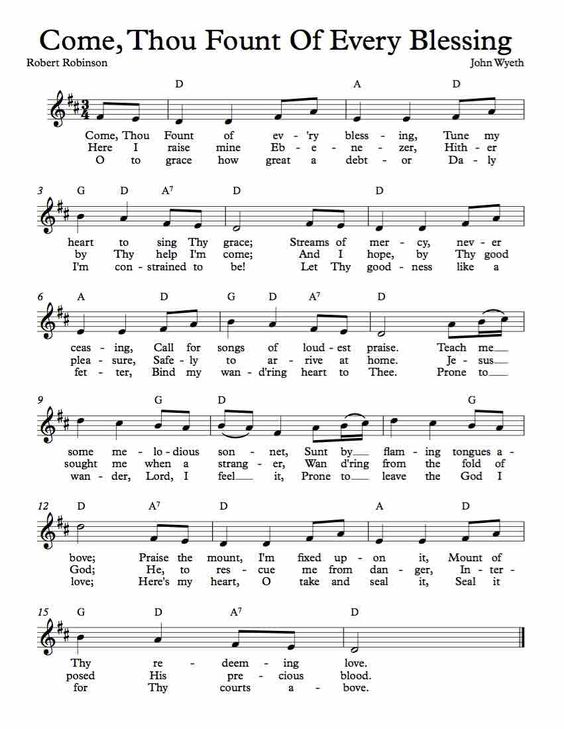 Come, Thou Fount Of Every Blessing
Robert Robinson John Wyeth
D A D
Come, Thou Fount of ev - 'ry bless - ing, Tune my
Here I raise mine Eb - e - ne - zer, Hith - er
O to grace how great a debt - or Da - ly
3 G D A7 D D
heart to sing Thy grace; Streams of mer - cy, nev - er
by Thy help I'm come; And I hope, by Thy good
I'm con - strained to be! Let Thy good - ness like a
6 A D G D A7 D
ceas - ing, Call for songs of loud - est praise. Teach me
plea - sure, Safe - ly to ar - rive at home. Je - sus
fet - ter, Bind my wan - d'ring heart to Thee. Prone to
9 G D G D
some me - lo - dious son - net, Sunt by flam - ing tongues a -
sought me when a strang - er, Wan d'ring from the fold of
wan - der, Lord, I feel it, Prone to leave the God I
12 D A7 D A D
bove; Praise the mount, I'm fixed up - on it, Mount of
God; He, to res - cue me from dan - ger, In - ter -
love; Here's my heart, O take and seal it, Seal it
15 G D A7 D
Thy re - deem - ing love.
posed His pre - cious blood.
for Thy courts a - bove.